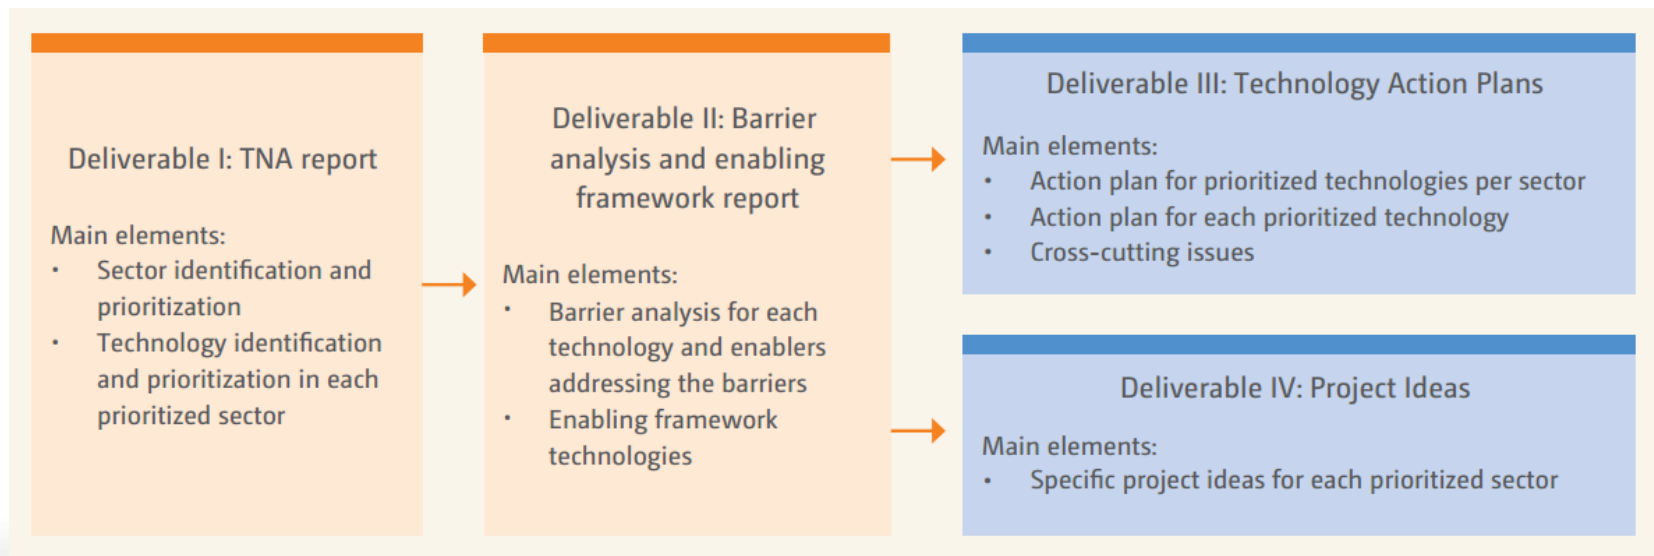 Deliverable I: TNA report
Main elements:
• Sector identification and
prioritization
• Technology identification
and prioritization in each
prioritized sector
Deliverable II: Barrier
analysis and enabling
framework report
Main elements:
• Barrier analysis for each
technology and enablers
addressing the barriers
• Enabling framework
technologies
Deliverable III: Technology Action Plans
Main elements:
• Action plan for prioritized technologies per sector
• Action plan for each prioritized technology
• Cross-cutting issues
Deliverable IV: Project Ideas
Main elements:
• Specific project ideas for each prioritized sector